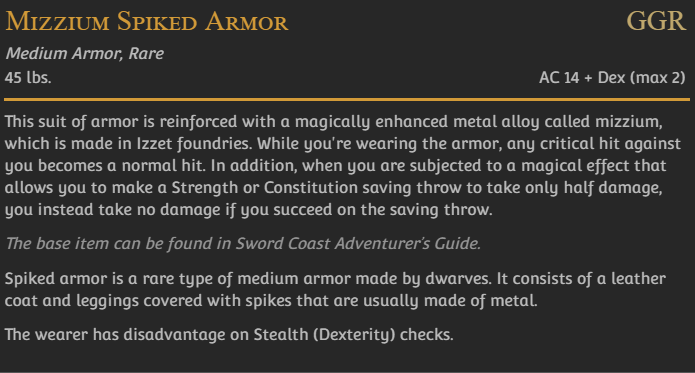 Mizzium Spiked Armor GGR
Medium Armor, Rare
45 lbs. AC 14 + Dex (max 2)
This suit of armor is reinforced with a magically enhanced metal alloy called mizzium,
which is made in Izzet foundries. While you're wearing the armor, any critical hit against
you becomes a normal hit. In addition, when you are subjected to a magical effect that
allows you to make a Strength or Constitution saving throw to take only half damage,
you instead take no damage if you succeed on the saving throw.
The base item can be found in Sword Coast Adventurer's Guide.
Spiked armor is a rare type of medium armor made by dwarves. It consists of a leather
coat and leggings covered with spikes that are usually made of metal.
The wearer has disadvantage on Stealth (Dexterity) checks.